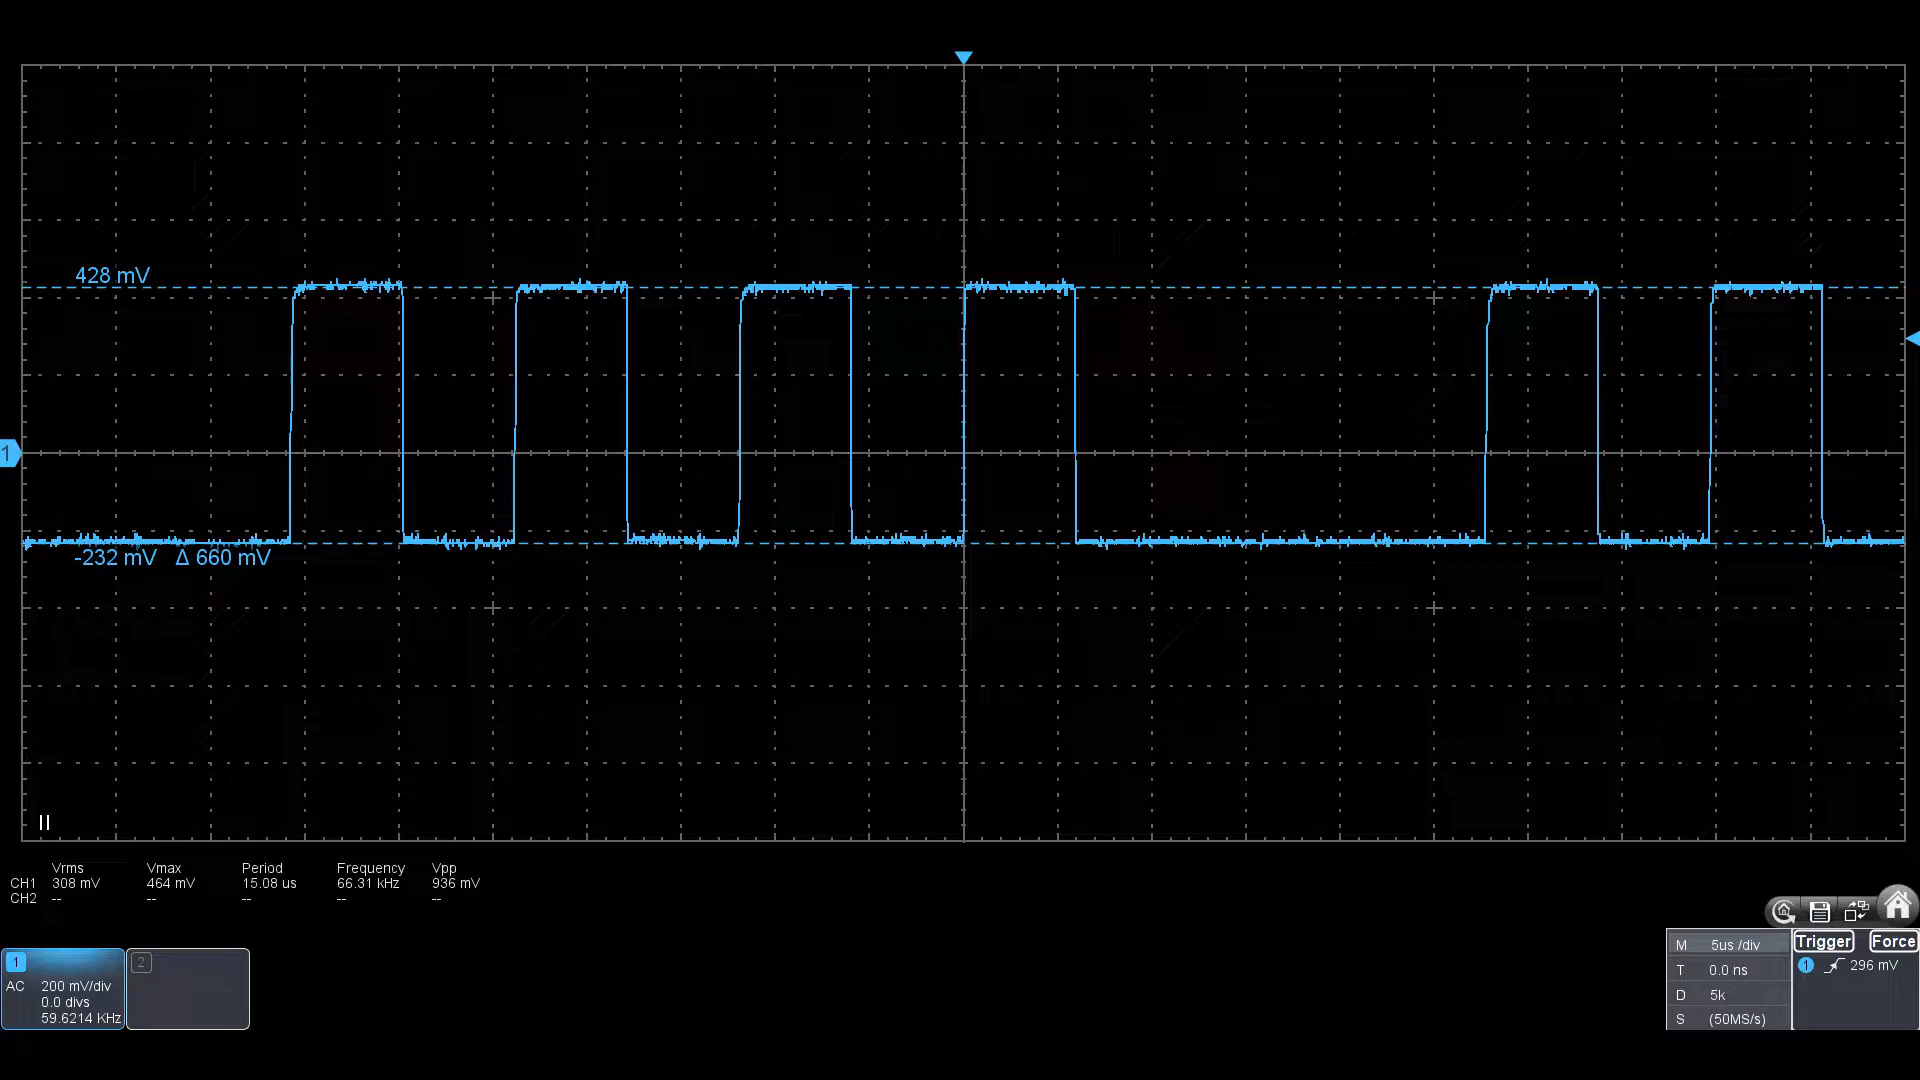 428 mV
1
-232 mV Δ 660 mV
Vrms Vmax Period Frequency Vpp
CH1 308 mV 464 mV 15.08 us 66.31 kHz 936 mV
CH2 -- -- -- -- --
1
AC 200 mV/div
0.0 divs
59.6214 KHz
2
M 5us /div
T 0.0 ns
D 5k
S (50MS/s)
Trigger Force
1 296 mV